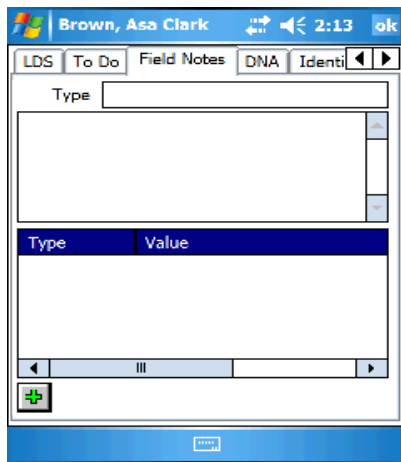 Brown, Asa Clark 2:13 ok
LDS To Do Field Notes DNA Identi
Type
Type Value